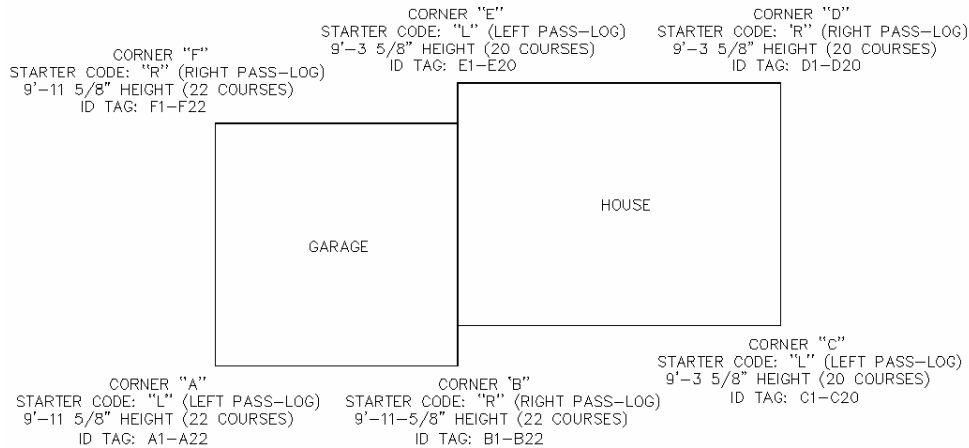 CORNER "E"
STARTER CODE: "L" (LEFT PASS-LOG)
9'-3 5/8" HEIGHT (20 COURSES)
ID TAG: E1-E20
CORNER "D"
STARTER CODE: 'R" (RIGHT PASS-LOG)
9'-3 5/8" HEIGHT (20 COURSES)
ID TAG: D1-D20
CORNER "F"
STARTER CODE: "R" (RIGHT PASS-LOG)
9'-11 5/8" HEIGHT (22 COURSES)
ID TAG: F1-F22
HOUSE
GARAGE
CORNER "C"
STARTER CODE: "L" (LEFT PASS-LOG)
9'-3 5/8" HEIGHT (20 COURSES)
ID TAG: C1-C20
CORNER "A"
STARTER CODE: "L" (LEFT PASS-LOG)
9'-11 5/8" HEIGHT (22 COURSES)
ID TAG: A1-A22
CORNER 'B"
STARTER CODE: "R" (RIGHT PASS-LOG)
9'-11-5/8" HEIGHT (22 COURSES)
ID TAG: B1-B22